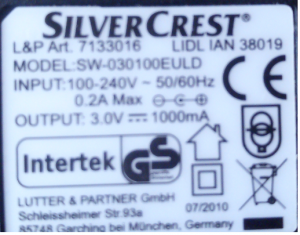 SILVERCREST®
L&P Art. 7133016 LIDL IAN 38019
MODEL:SW-030100EULD
INPUT:100-240V ~ 50/60Hz
0.2A Max
OUTPUT: 3.0V ⎓ 1000mA
CE
Intertek GS
LUTTER & PARTNER GmbH
07/2010
Schleissheimer Str.93a
85748 Garching bei München, Germany